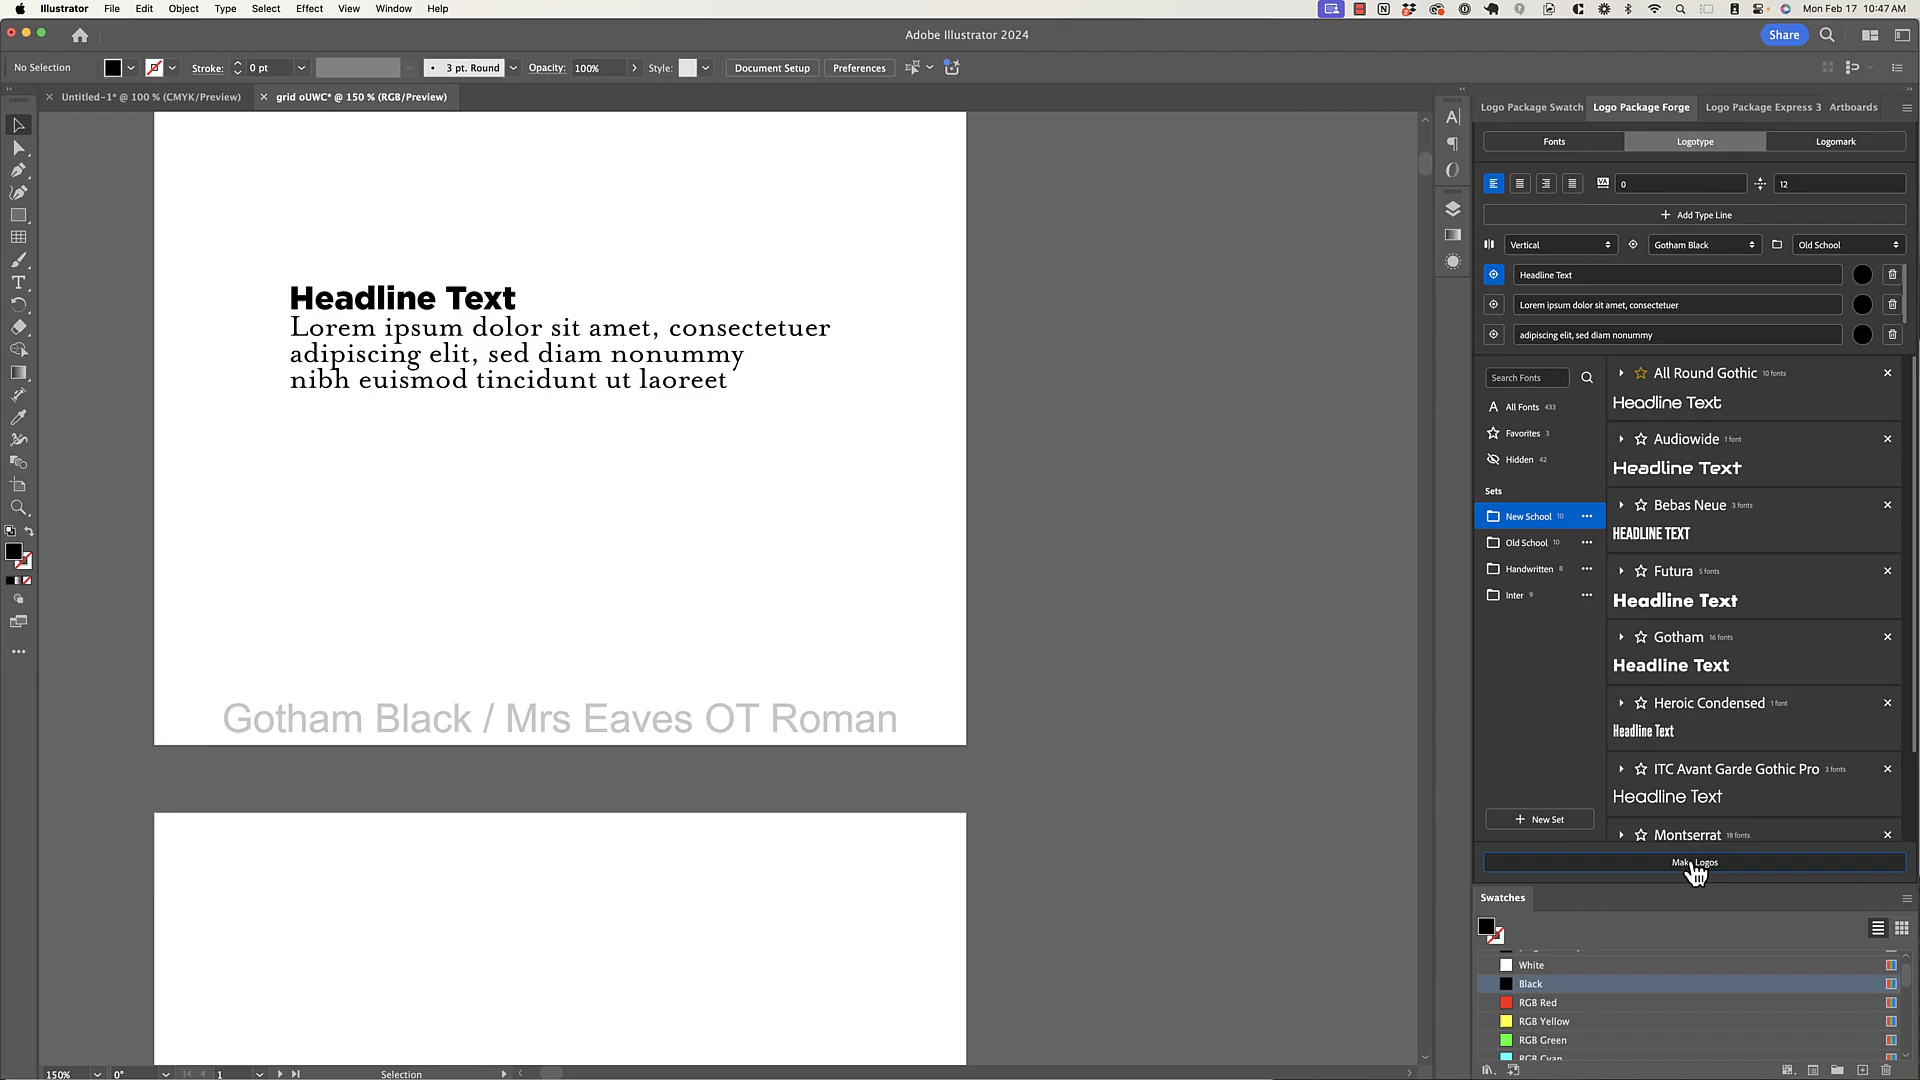 Illustrator File Edit Object Type Select Effect View Window Help
Mon Feb 17 10:47 AM
Adobe Illustrator 2024
Share
No Selection
Stroke: 0 pt
3 pt. Round
Opacity: 100%
Style:
Document Setup
Preferences
Untitled-1* @ 100 % (CMYK/Preview)
grid oUWC* @ 150 % (RGB/Preview)
Headline Text
Lorem ipsum dolor sit amet, consectetuer
adipiscing elit, sed diam nonummy
nibh euismod tincidunt ut laoreet
Gotham Black / Mrs Eaves OT Roman
150%
0°
1
Selection
Logo Package Swatch
Logo Package Forge
Logo Package Express 3
Artboards
Fonts
Logotype
Logomark
0
12
+ Add Type Line
Vertical
Gotham Black
Old School
Headline Text
Lorem ipsum dolor sit amet, consectetuer
adipiscing elit, sed diam nonummy
Search Fonts
All Fonts 433
Favorites 3
Hidden 42
Sets
New School 10
Old School 10
Handwritten 8
Inter 9
+ New Set
All Round Gothic 10 fonts
Headline Text
Audiowide 1 font
Headline Text
Bebas Neue 3 fonts
HEADLINE TEXT
Futura 5 fonts
Headline Text
Gotham 16 fonts
Headline Text
Heroic Condensed 1 font
Headline Text
ITC Avant Garde Gothic Pro 3 fonts
Headline Text
Montserrat 18 fonts
Logos
Swatches
White
Black
RGB Red
RGB Yellow
RGB Green
RGB Cyan